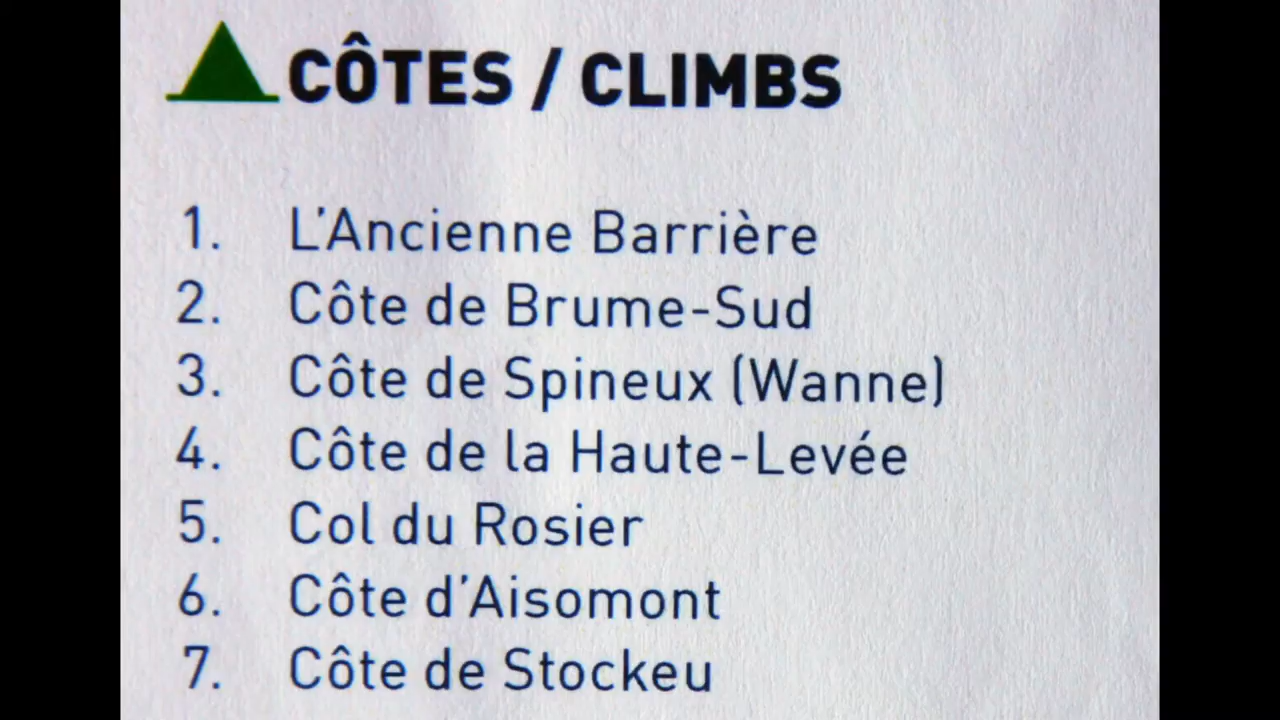 CÔTES / CLIMBS
1. L'Ancienne Barrière
2. Côte de Brume-Sud
3. Côte de Spineux (Wanne)
4. Côte de la Haute-Levée
5. Col du Rosier
6. Côte d'Aisomont
7. Côte de Stockeu